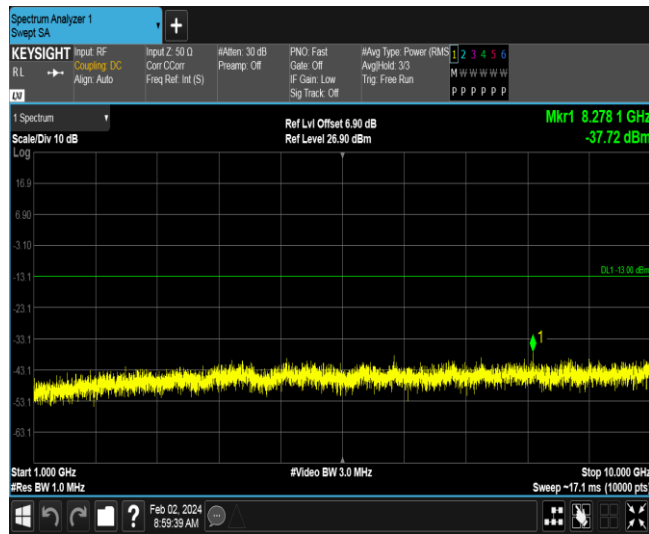 Spectrum Analyzer 1
Swept SA
KEYSIGHT
RL
LXI
Input: RF
Coupling: DC
Align: Auto
Input Z: 50 Ω
Corr CCorr
Freq Ref: Int (S)
#Atten: 30 dB
Preamp: Off
PNO: Fast
Gate: Off
IF Gain: Low
Sig Track: Off
#Avg Type: Power (RMS
Avg|Hold: 3/3
Trig: Free Run
1 2 3 4 5 6
M W W W W W
P P P P P P
1 Spectrum
Scale/Div 10 dB
Ref Lvl Offset 6.90 dB
Ref Level 26.90 dBm
Mkr1 8.278 1 GHz
-37.72 dBm
Log
16.9
6.90
-3.10
DL1 -13.00 dBm
-13.1
-23.1
-33.1
1
-43.1
-53.1
-63.1
Start 1.000 GHz
#Video BW 3.0 MHz
Stop 10.000 GHz
#Res BW 1.0 MHz
Sweep ~17.1 ms (10000 pts)
?
Feb 02, 2024
8:59:39 AM